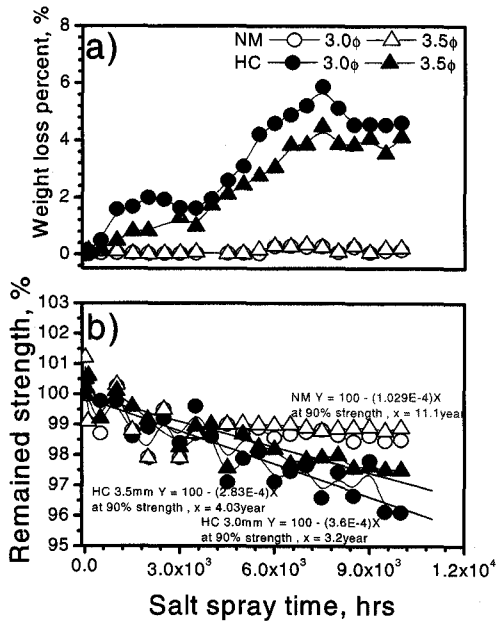 8
NM 3.0ϕ 3.5ϕ
HC 3.0ϕ 3.5ϕ
a)
6
4
2
0
Weight loss percent, %
103
102
101
100
99
98
97
96
95
b)
Remained strength, %
NM Y = 100 - (1.029E-4)X
at 90% strength , x = 11.1year
HC 3.5mm Y = 100 - (2.83E-4)X
at 90% strength , x = 4.03year
HC 3.0mm Y = 100 - (3.6E-4)X
at 90% strength , x = 3.2year
0.0 3.0x10³ 6.0x10³ 9.0x10³ 1.2x10⁴
Salt spray time, hrs